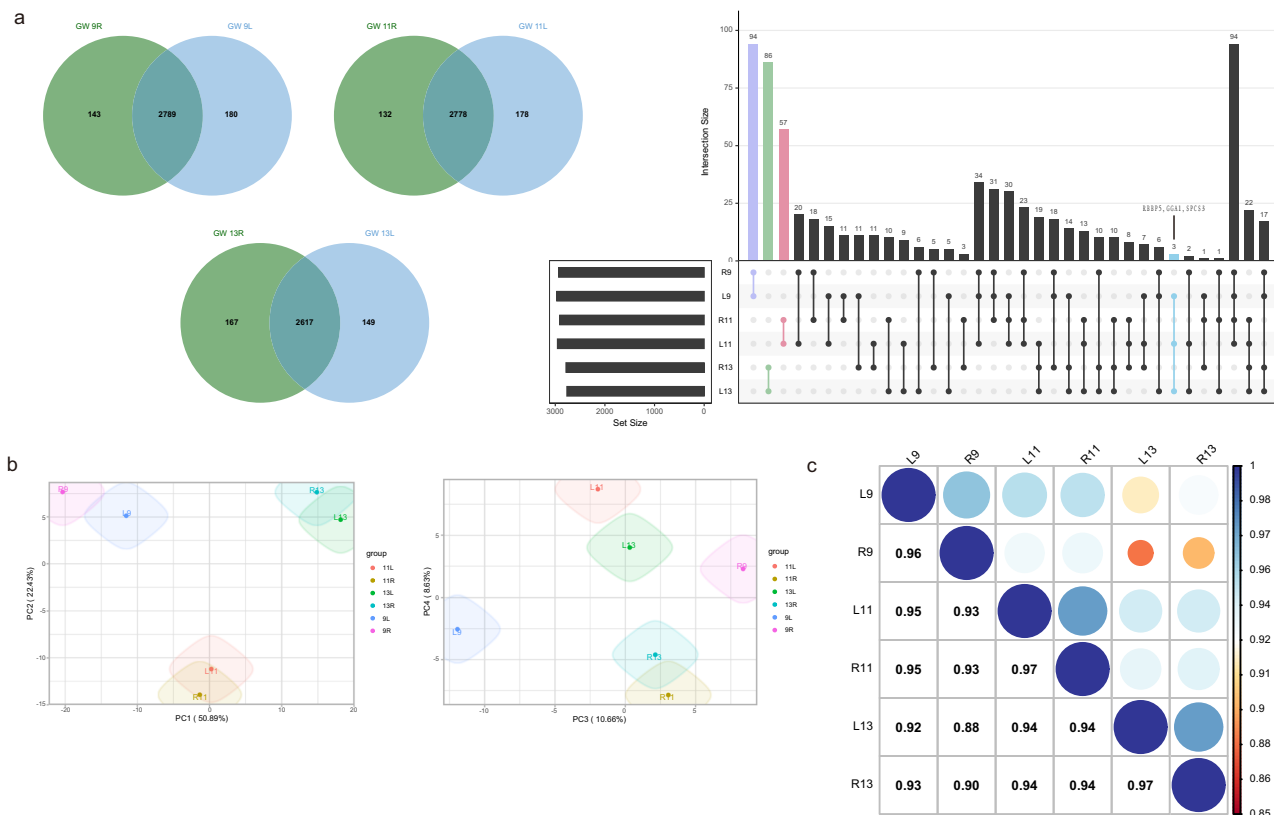 a
GW 9R
GW 9L
143
2789
180
GW 11R
GW 11L
132
2778
178
GW 13R
GW 13L
167
2617
149
Intersection Size
100
75
50
25
0
94
86
57
20
18
15
11
11
11
10
9
6
5
5
3
34
31
30
23
19
18
14
13
10
10
8
7
6
3
2
1
1
94
22
17
RBBP5,GGA1,SPCS3
R9
L9
R11
L11
R13
L13
3000
2000
1000
0
Set Size
b
PC2 ( 22.43%)
5
0
-5
-10
-15
R9
L9
R13
L13
L11
R11
-20
-10
0
10
20
PC1 ( 50.89%)
group
11L
11R
13L
13R
9L
9R
PC4 ( 8.63%)
5
0
-5
L11
L13
R9
L9
R13
R11
-10
-5
0
5
PC3 ( 10.66%)
group
11L
11R
13L
13R
9L
9R
c
L9 R9 L11 R11 L13 R13
L9
R9 0.96
L11 0.95 0.93
R11 0.95 0.93 0.97
L13 0.92 0.88 0.94 0.94
R13 0.93 0.90 0.94 0.94 0.97
1
0.98
0.96
0.94
0.92
0.9
0.88
0.86
0.85